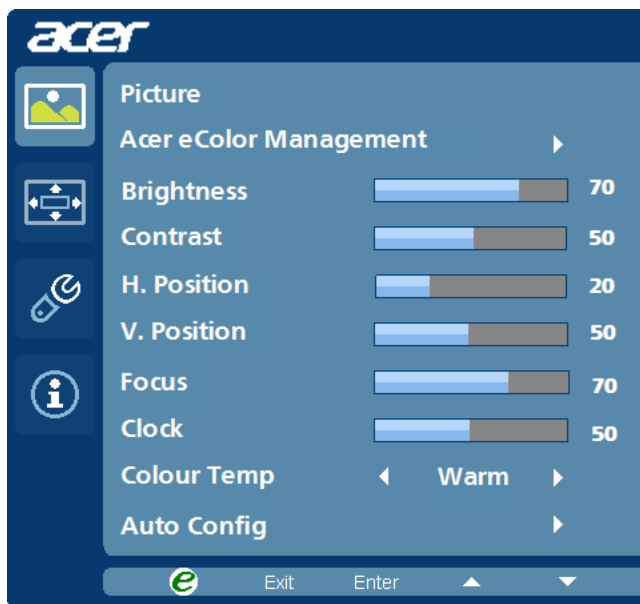 acer
Picture
Acer eColor Management
Brightness 70
Contrast 50
H. Position 20
V. Position 50
Focus 70
Clock 50
Colour Temp Warm
Auto Config
e Exit Enter